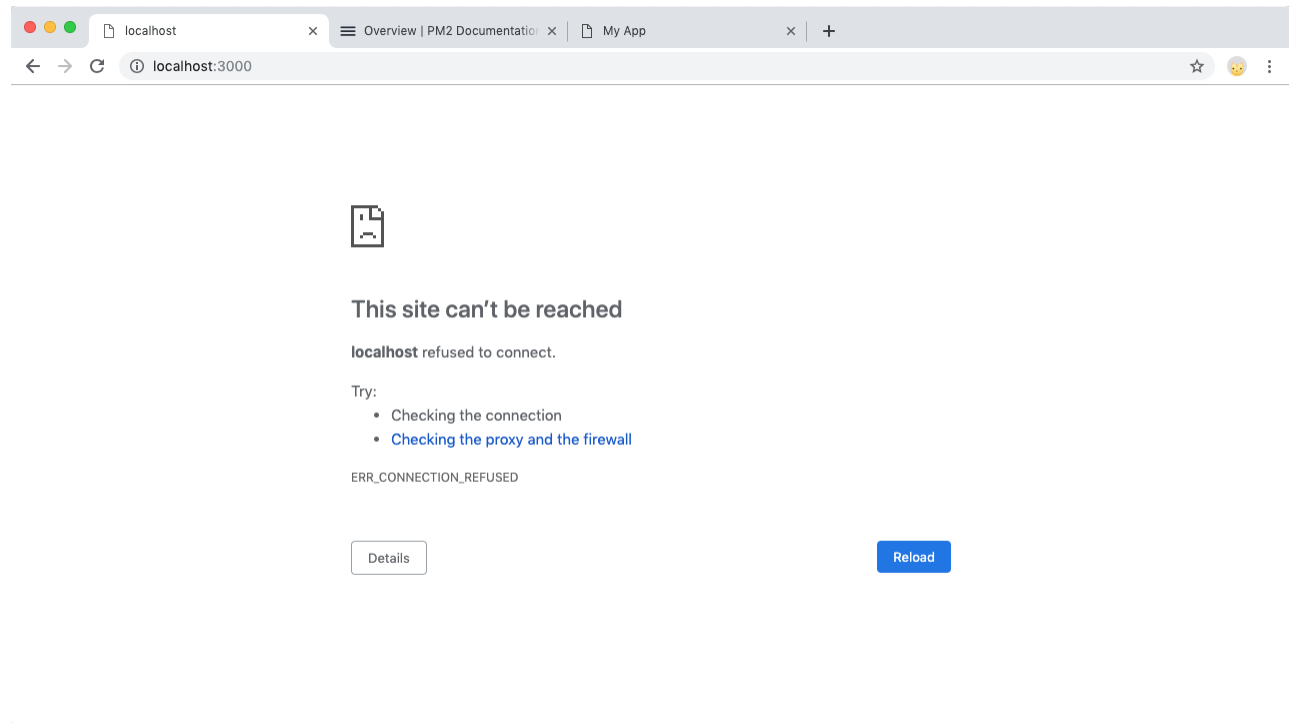 localhost
Overview | PM2 Documentation
My App
localhost:3000
This site can't be reached
localhost refused to connect.
Try:
• Checking the connection
• Checking the proxy and the firewall
ERR_CONNECTION_REFUSED
Details
Reload